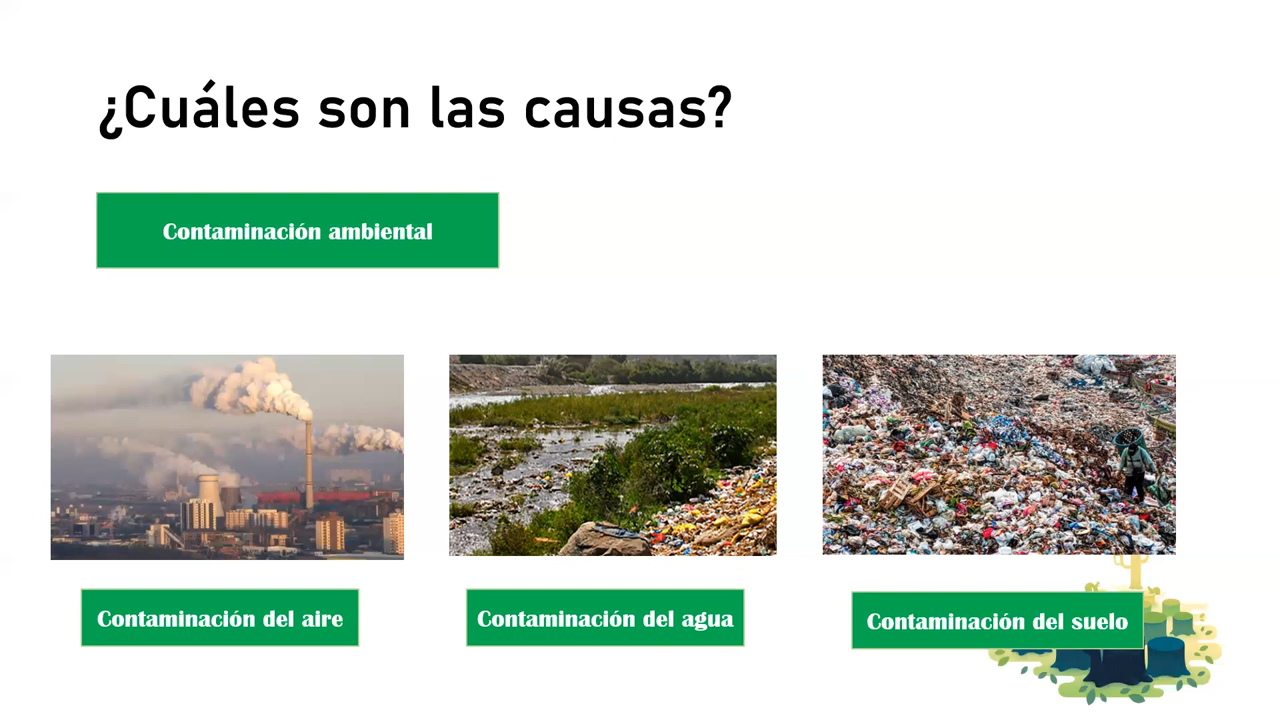 ¿Cuáles son las causas?
Contaminación ambiental
Contaminación del aire
Contaminación del agua
Contaminación del suelo